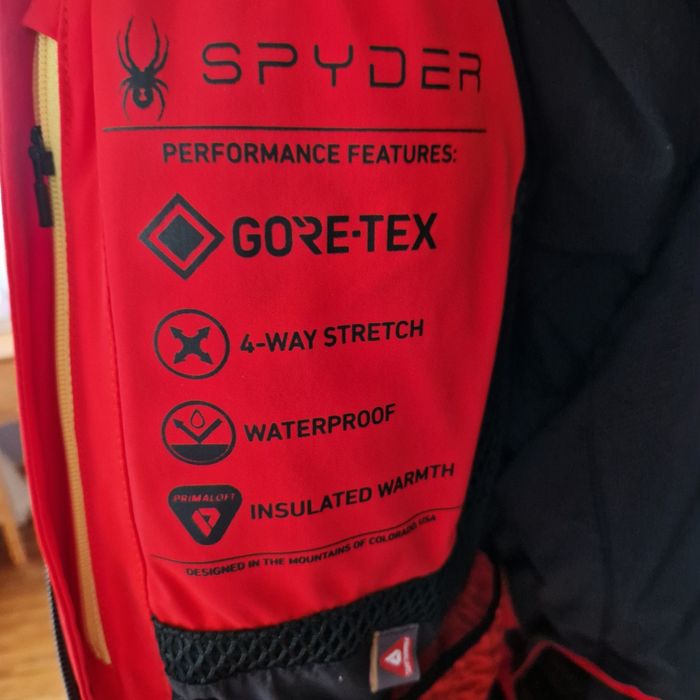 SPYDER
PERFORMANCE FEATURES:
GORE-TEX
4-WAY STRETCH
WATERPROOF
PRIMALOFT
INSULATED WARMTH
DESIGNED IN THE MOUNTAINS OF COLORADO, USA